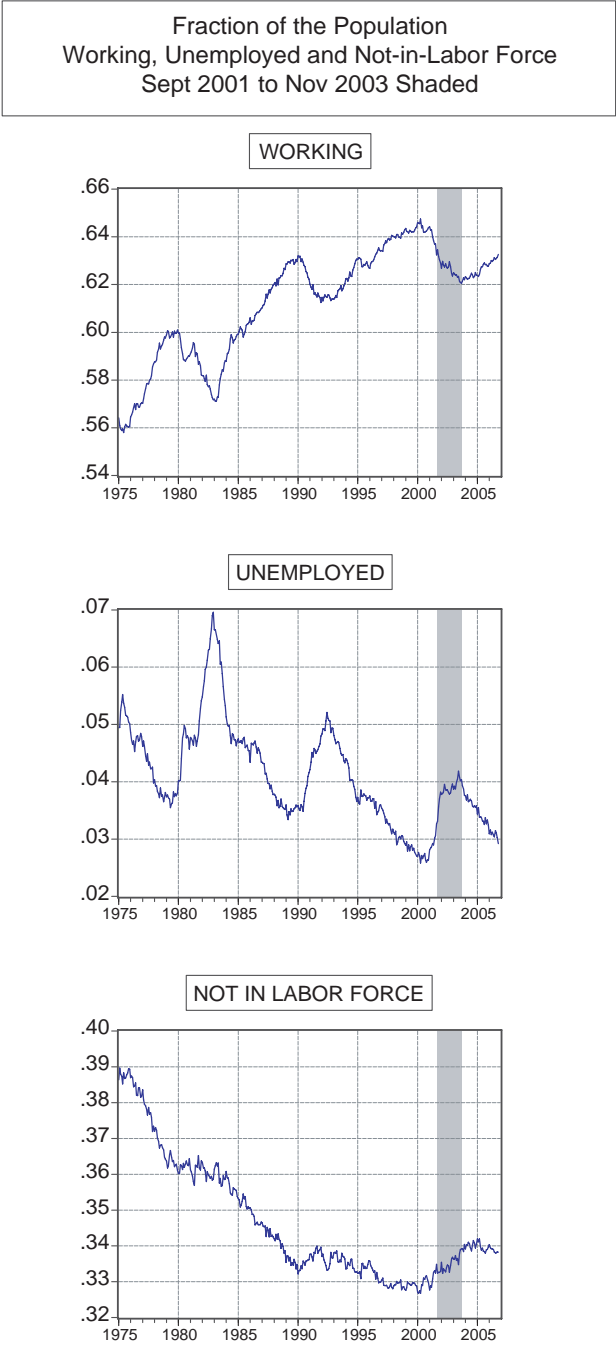 Fraction of the Population
Working, Unemployed and Not-in-Labor Force
Sept 2001 to Nov 2003 Shaded
WORKING
.66
.64
.62
.60
.58
.56
.54
1975 1980 1985 1990 1995 2000 2005
UNEMPLOYED
.07
.06
.05
.04
.03
.02
1975 1980 1985 1990 1995 2000 2005
NOT IN LABOR FORCE
.40
.39
.38
.37
.36
.35
.34
.33
.32
1975 1980 1985 1990 1995 2000 2005